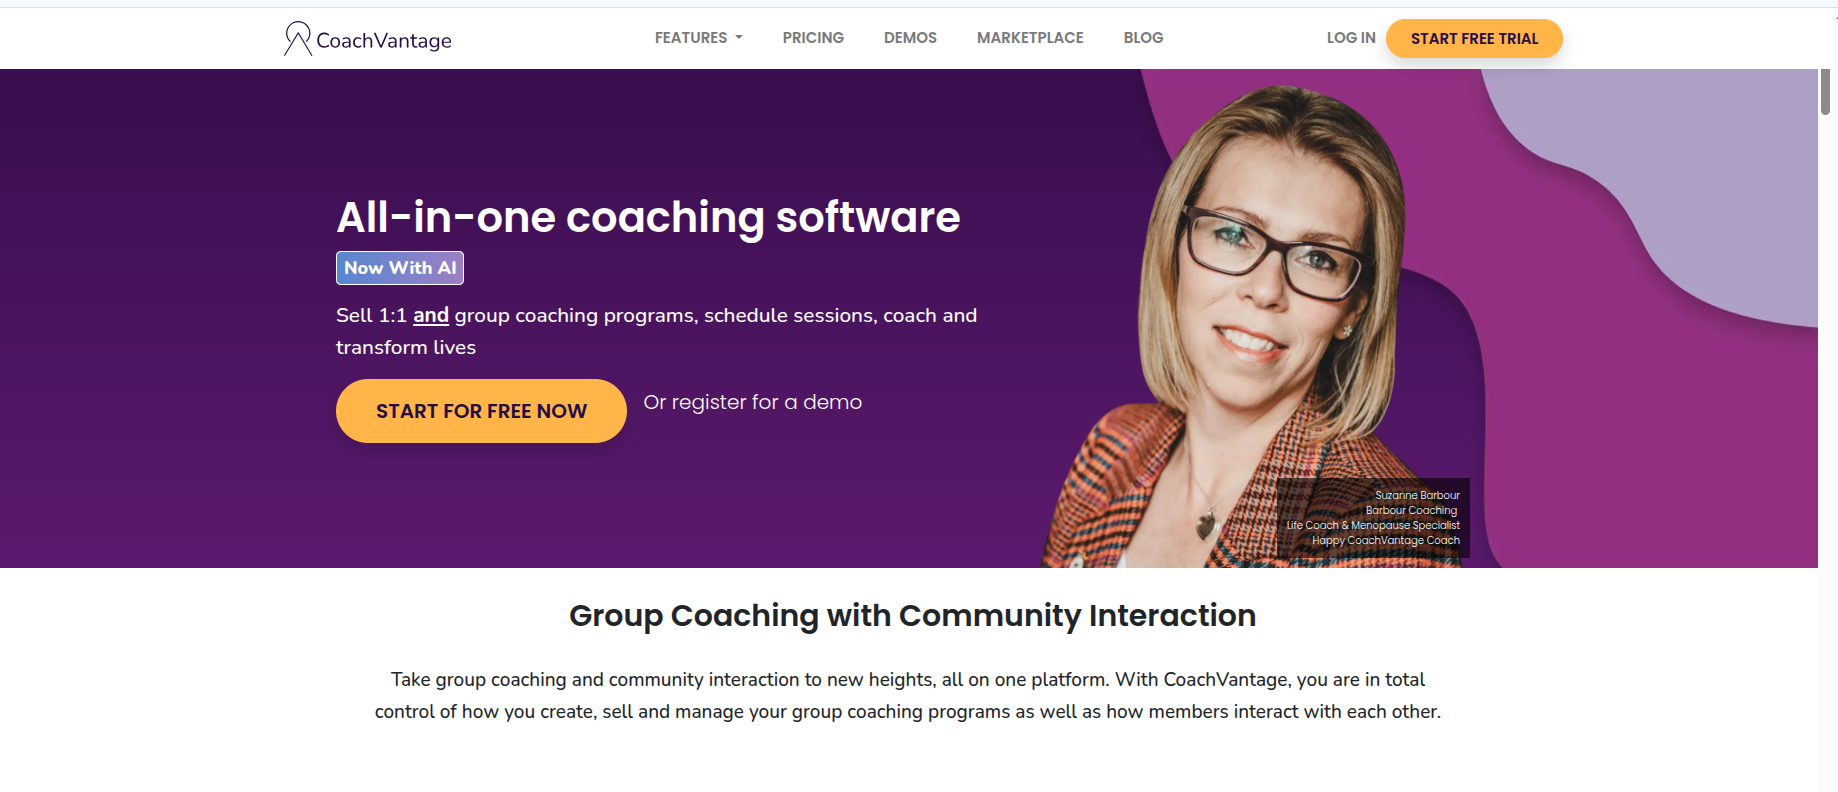 CoachVantage
FEATURES
PRICING
DEMOS
MARKETPLACE
BLOG
LOG IN
START FREE TRIAL
All-in-one coaching software
Now With AI
Sell 1:1 and group coaching programs, schedule sessions, coach and
transform lives
START FOR FREE NOW
Or register for a demo
Suzanne Barbour
Barbour Coaching
Life Coach & Menopause Specialist
Happy CoachVantage Coach
Group Coaching with Community Interaction
Take group coaching and community interaction to new heights, all on one platform. With CoachVantage, you are in total
control of how you create, sell and manage your group coaching programs as well as how members interact with each other.